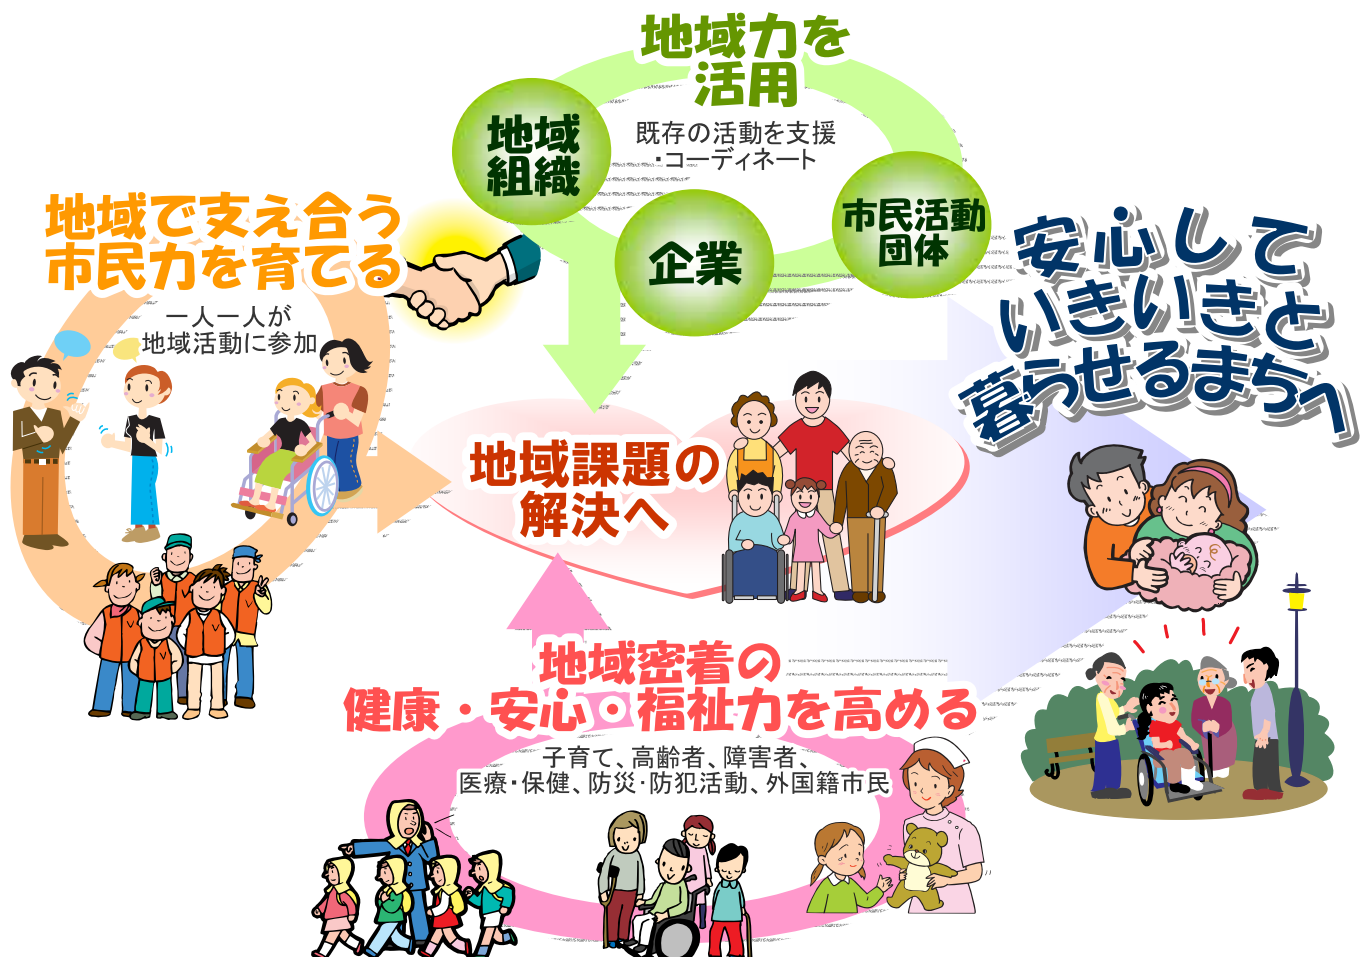 地域力を
活用
既存の活動を支援
・コーディネート
地域
組織
企業
市民活動
団体
地域で支え合う
市民力を育てる
一人一人が
地域活動に参加
安心して
いきいきと
暮らせるまちへ
地域課題の
解決へ
地域密着の
健康・安心・福祉力を高める
子育て、高齢者、障害者、
医療・保健、防災・防犯活動、外国籍市民